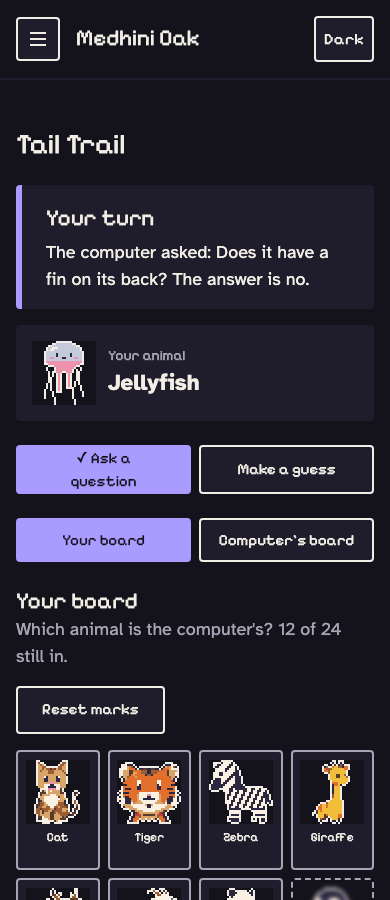 Medhini Oak
Dark
Tail Trail
Your turn
The computer asked: Does it have a
fin on its back? The answer is no.
Your animal
Jellyfish
✓ Ask a
question
Make a guess
Your board
Computer's board
Your board
Which animal is the computer's? 12 of 24
still in.
Reset marks
Cat
Tiger
Zebra
Giraffe